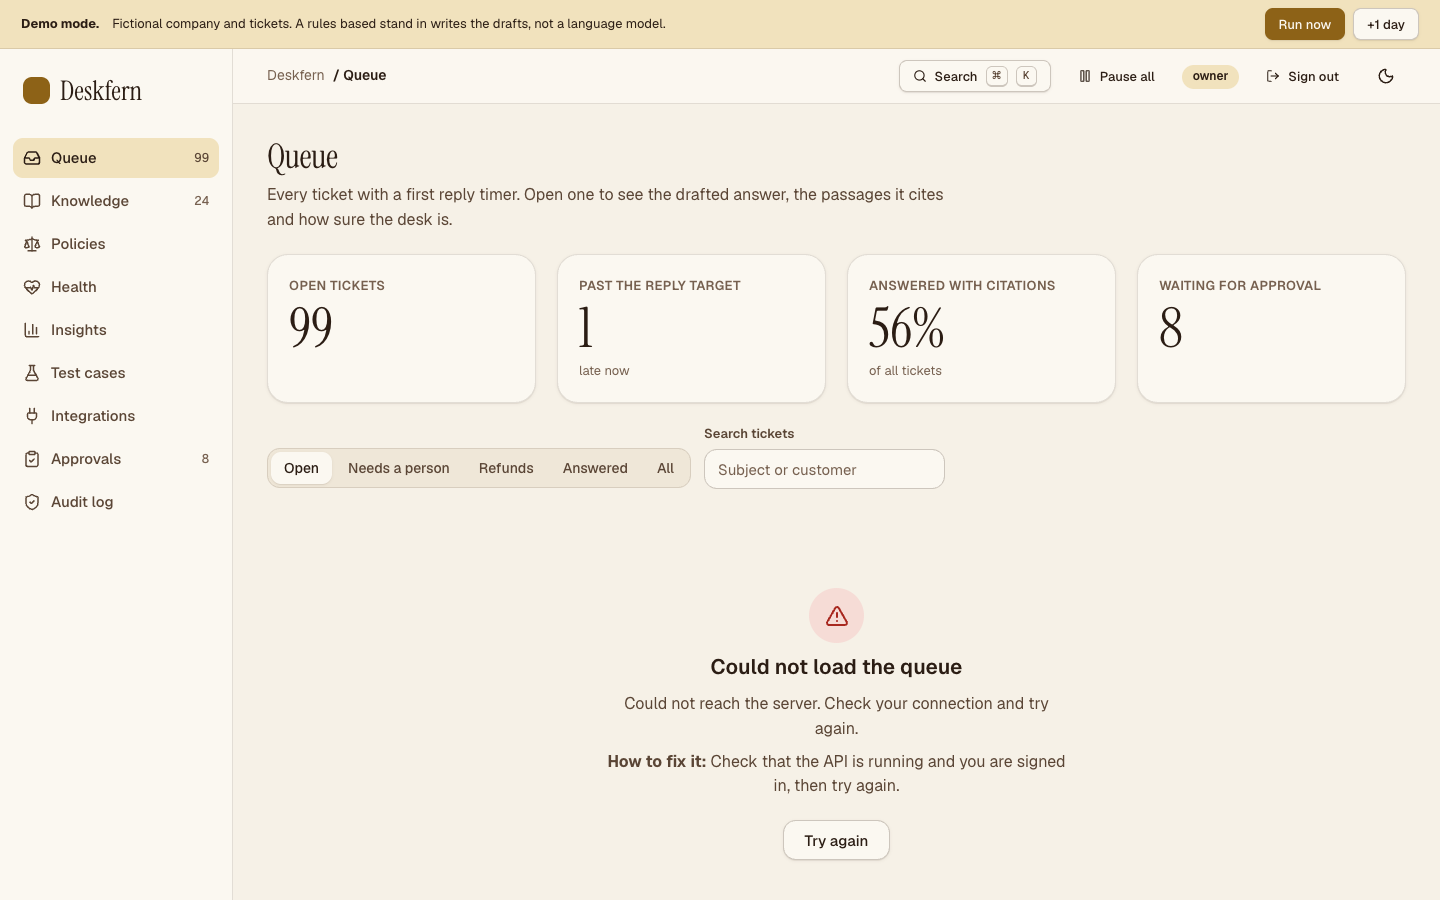 Demo mode. Fictional company and tickets. A rules based stand in writes the drafts, not a language model.
Run now
+1 day
Deskfern
Deskfern / Queue
Search ⌘ K
Pause all
owner
Sign out
Queue 99
Knowledge 24
Policies
Health
Insights
Test cases
Integrations
Approvals 8
Audit log
Queue
Every ticket with a first reply timer. Open one to see the drafted answer, the passages it cites
and how sure the desk is.
OPEN TICKETS
99
PAST THE REPLY TARGET
1
late now
ANSWERED WITH CITATIONS
56%
of all tickets
WAITING FOR APPROVAL
8
Open
Needs a person
Refunds
Answered
All
Search tickets
Subject or customer
Could not load the queue
Could not reach the server. Check your connection and try
again.
How to fix it: Check that the API is running and you are signed
in, then try again.
Try again